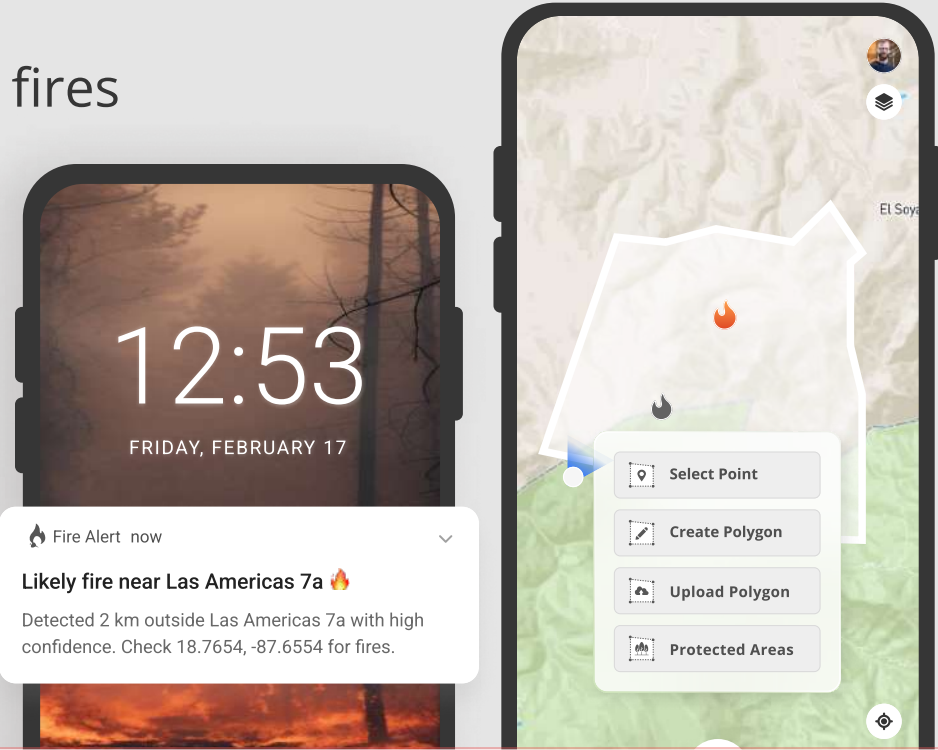 fires
12:53
FRIDAY, FEBRUARY 17
Fire Alert now
Likely fire near Las Americas 7a 🔥
Detected 2 km outside Las Americas 7a with high
confidence. Check 18.7654, -87.6554 for fires.
El Soya
Select Point
Create Polygon
Upload Polygon
Protected Areas